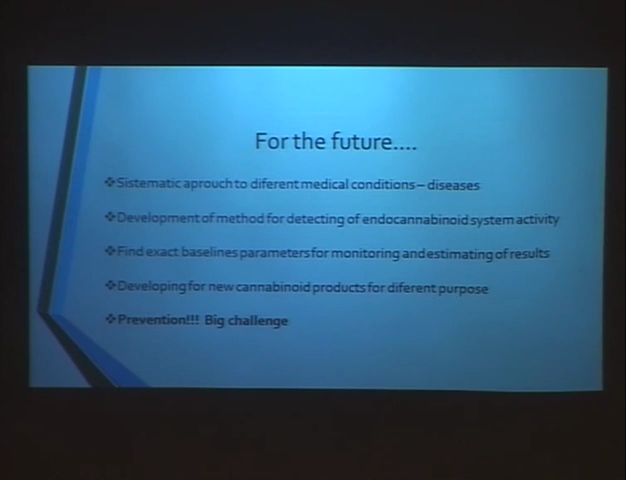 For the future....
❖Sistematic aprouch to diferent medical conditions – diseases
❖Development of method for detecting of endocannabinoid system activity
❖Find exact baselines parameters for monitoring and estimating of results
❖Developing for new cannabinoid products for diferent purpose
❖Prevention!!! Big challenge